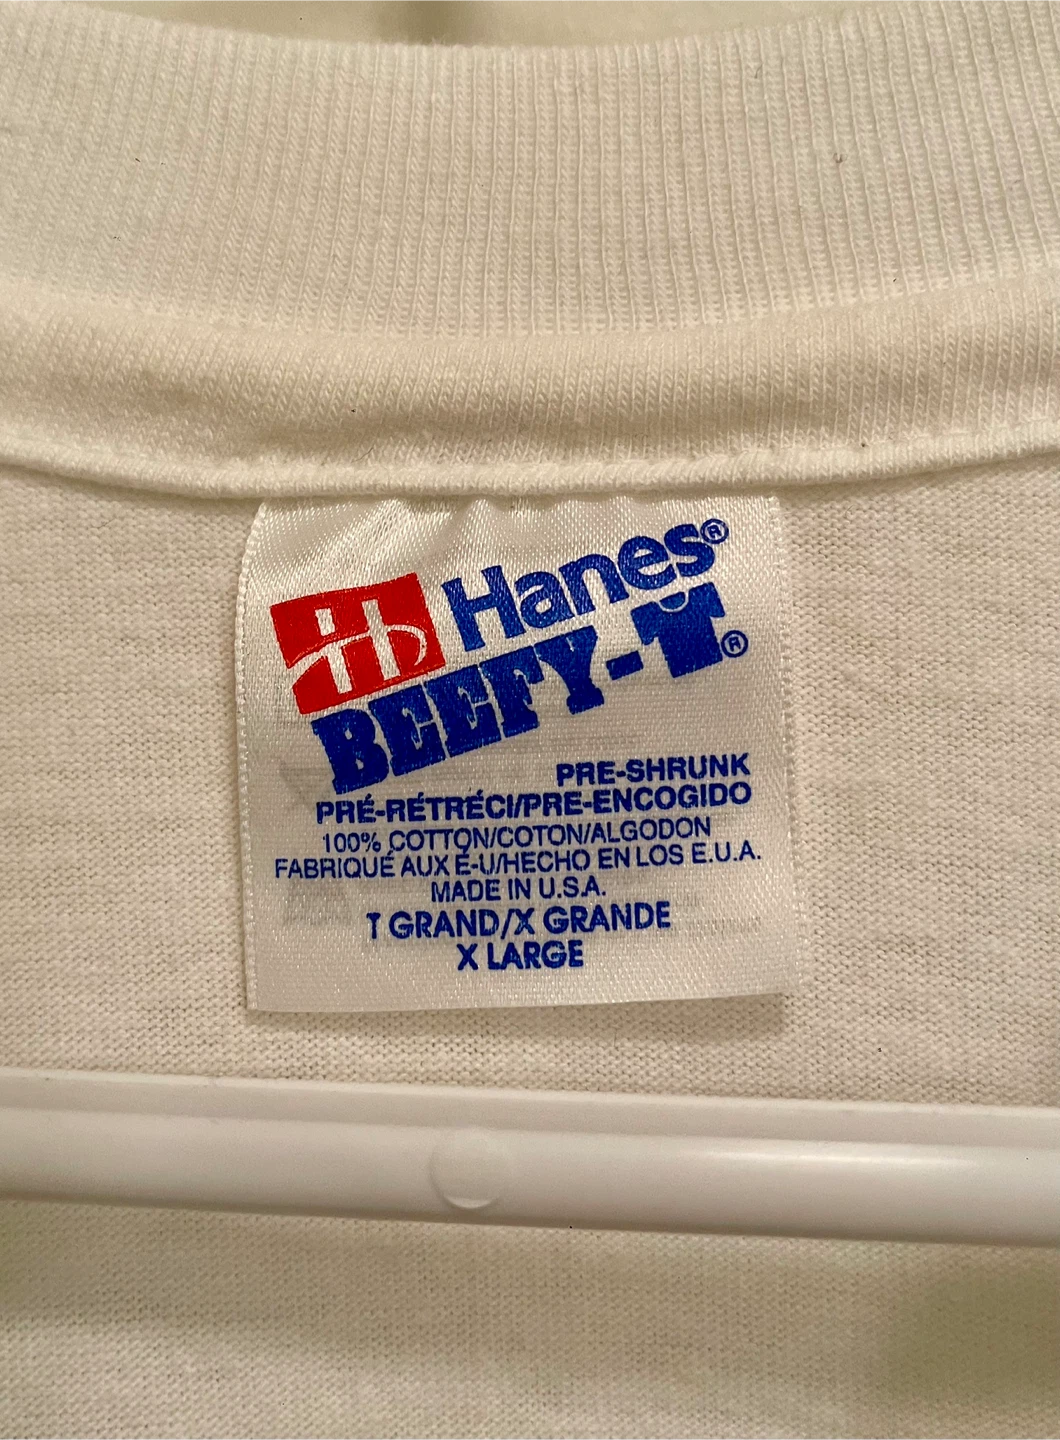 Hanes®
BEEFY-T®
PRE-SHRUNK
PRÉ-RÉTRÉCI/PRE-ENCOGIDO
100% COTTON/COTON/ALGODON
FABRIQUÉ AUX É-U/HECHO EN LOS E.U.A.
MADE IN U.S.A.
T GRAND/X GRANDE
X LARGE